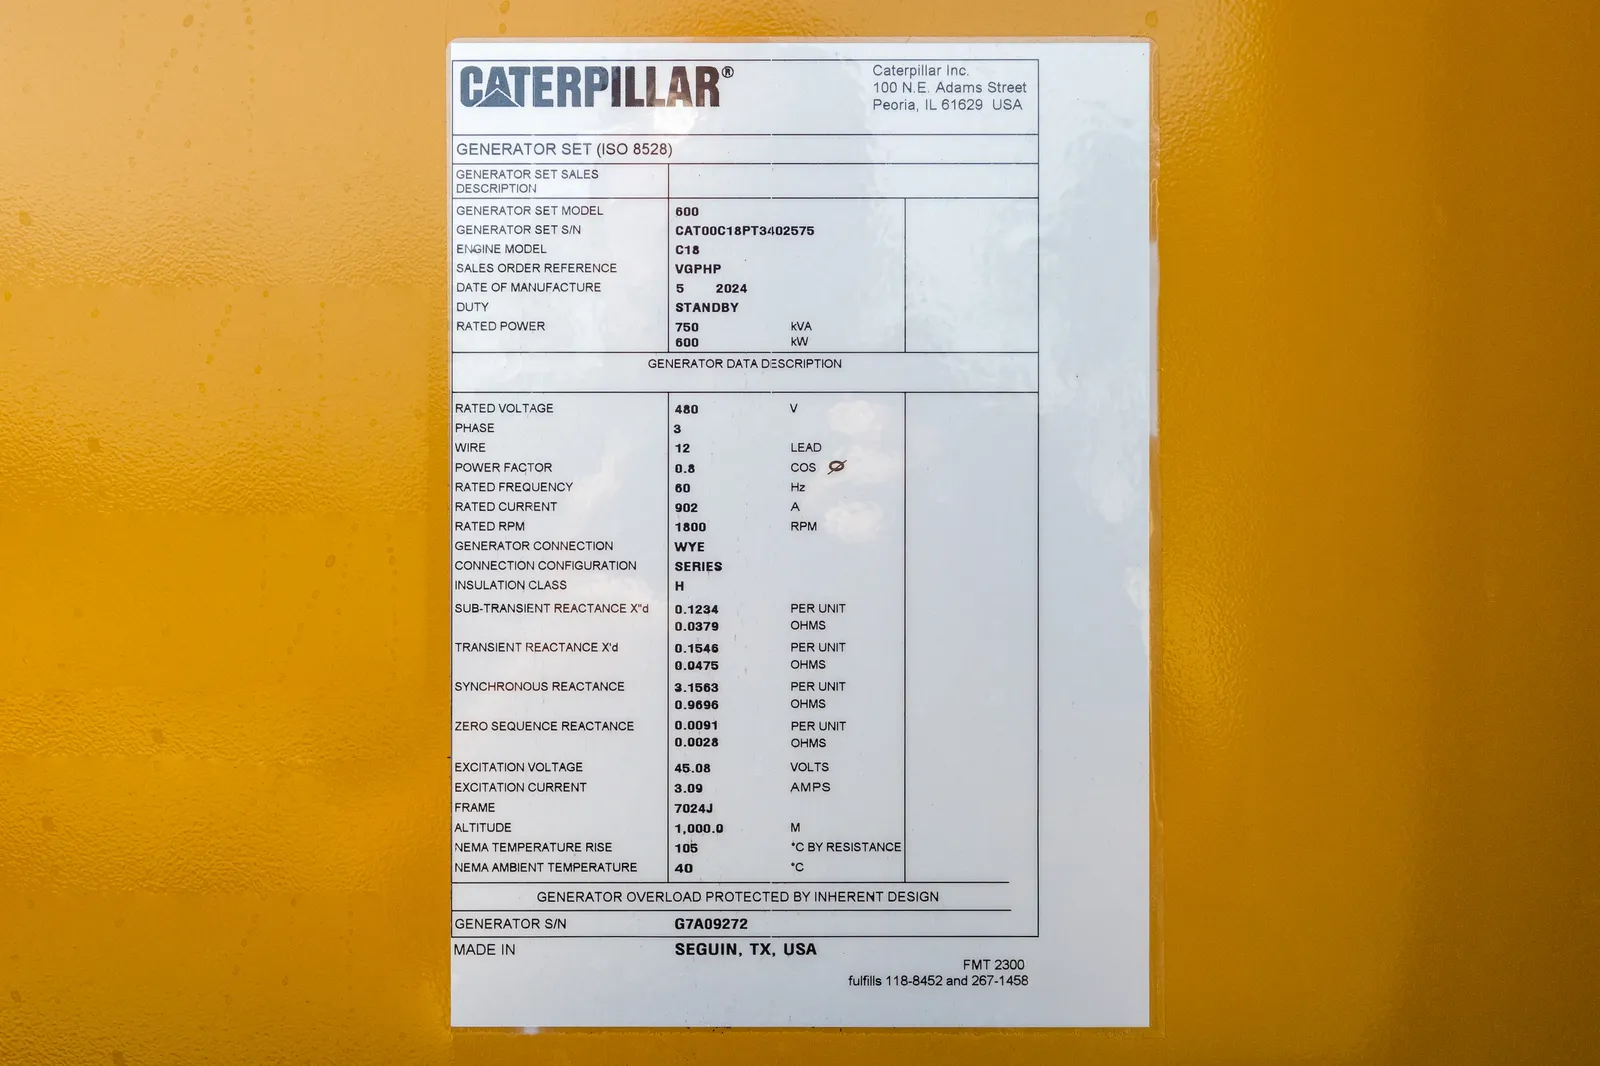 CATERPILLAR®
Caterpillar Inc.
100 N.E. Adams Street
Peoria, IL 61629 USA
GENERATOR SET (ISO 8528)
GENERATOR SET SALES
DESCRIPTION
GENERATOR SET MODEL 600
GENERATOR SET S/N CAT00C18PT3402575
ENGINE MODEL C18
SALES ORDER REFERENCE VGPHP
DATE OF MANUFACTURE 5 2024
DUTY STANDBY
RATED POWER 750 kVA
600 kW
GENERATOR DATA DESCRIPTION
RATED VOLTAGE 480 V
PHASE 3
WIRE 12 LEAD
POWER FACTOR 0.8 COS Ø
RATED FREQUENCY 60 Hz
RATED CURRENT 902 A
RATED RPM 1800 RPM
GENERATOR CONNECTION WYE
CONNECTION CONFIGURATION SERIES
INSULATION CLASS H
SUB-TRANSIENT REACTANCE X"d 0.1234 PER UNIT
0.0379 OHMS
TRANSIENT REACTANCE X'd 0.1546 PER UNIT
0.0475 OHMS
SYNCHRONOUS REACTANCE 3.1563 PER UNIT
0.9696 OHMS
ZERO SEQUENCE REACTANCE 0.0091 PER UNIT
0.0028 OHMS
EXCITATION VOLTAGE 45.08 VOLTS
EXCITATION CURRENT 3.09 AMPS
FRAME 7024J
ALTITUDE 1,000.0 M
NEMA TEMPERATURE RISE 105 °C BY RESISTANCE
NEMA AMBIENT TEMPERATURE 40 °C
GENERATOR OVERLOAD PROTECTED BY INHERENT DESIGN
GENERATOR S/N G7A09272
MADE IN SEGUIN, TX, USA
FMT 2300
fulfills 118-8452 and 267-1458